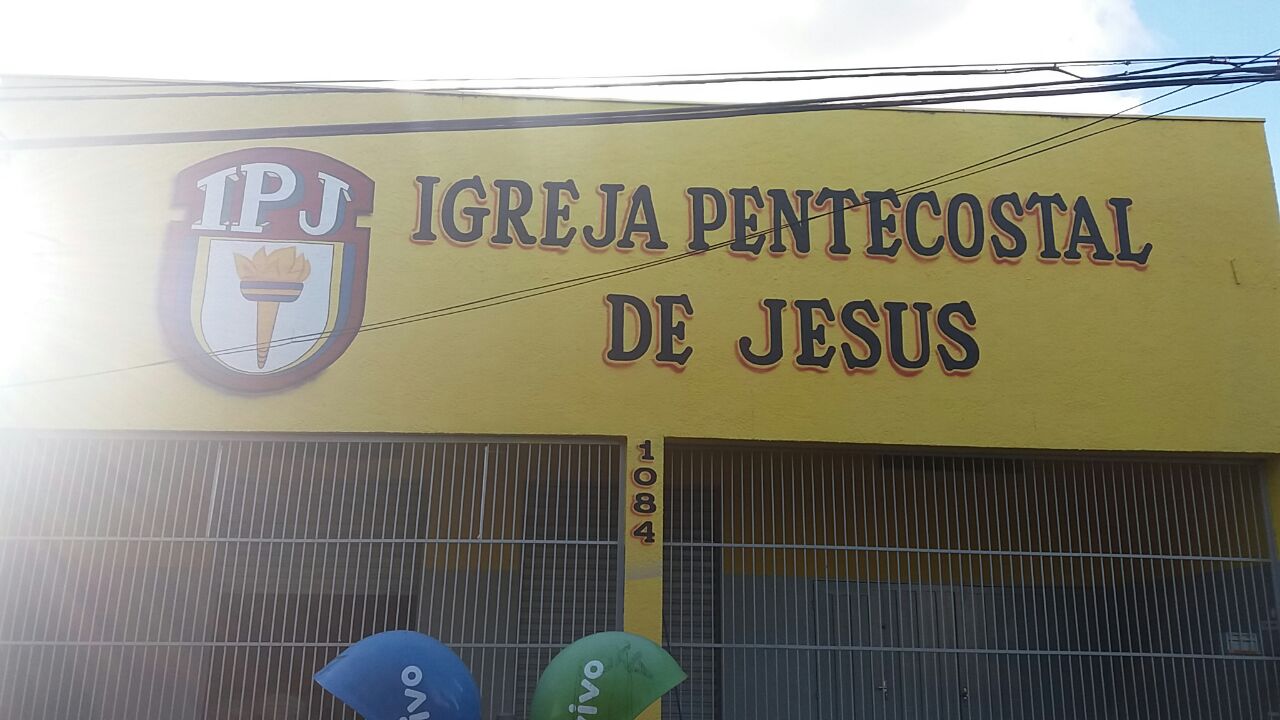 IPJ
IGREJA PENTECOSTAL
DE JESUS
1084
vivo
vivo